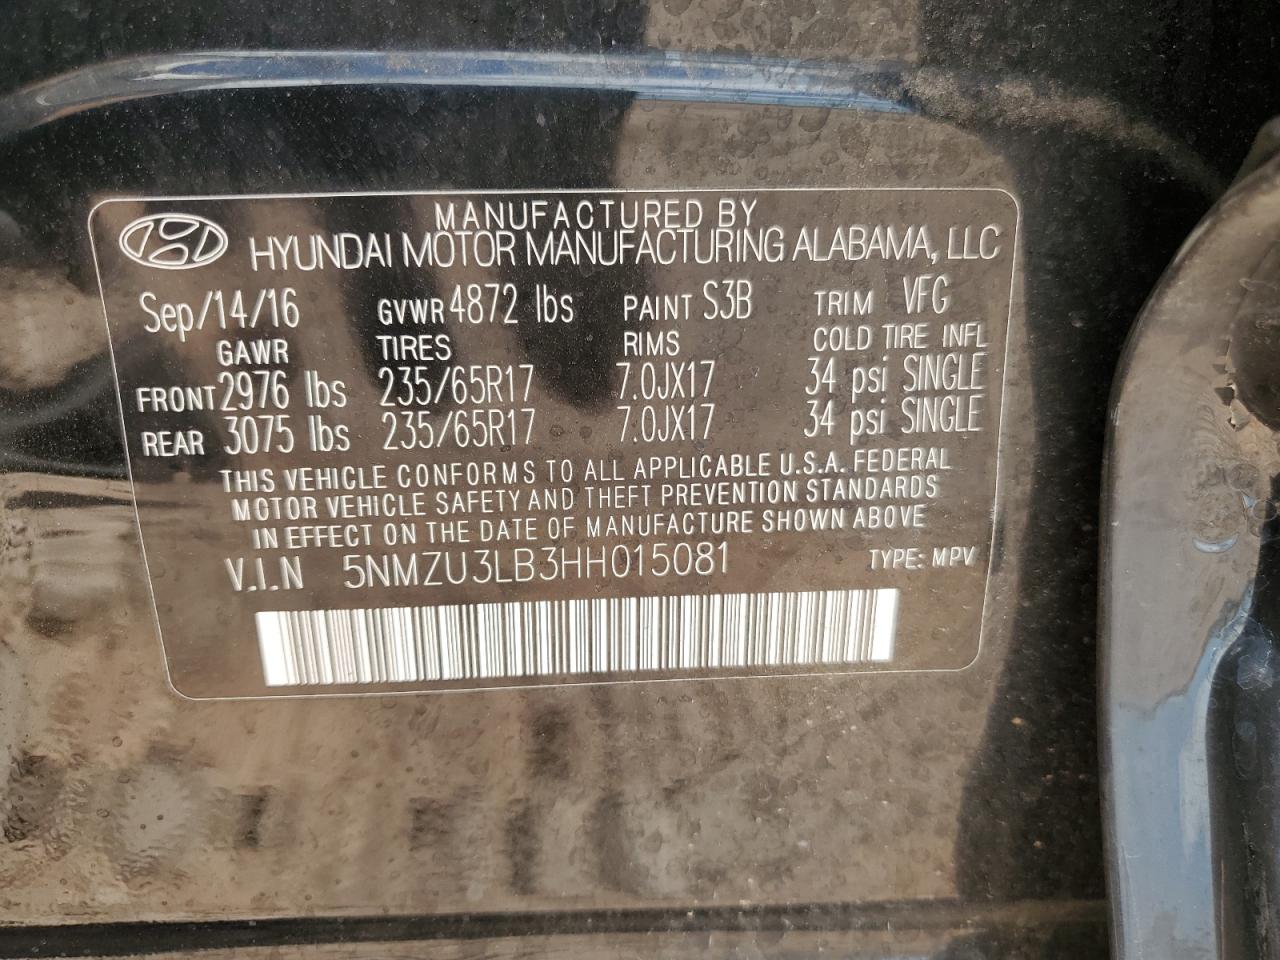 MANUFACTURED BY
HYUNDAI MOTOR MANUFACTURING ALABAMA, LLC
Sep/14/16 GVWR 4872 lbs PAINT S3B TRIM VFG
GAWR TIRES RIMS COLD TIRE INFL
FRONT 2976 lbs 235/65R17 7.0JX17 34 psi SINGLE
REAR 3075 lbs 235/65R17 7.0JX17 34 psi SINGLE
THIS VEHICLE CONFORMS TO ALL APPLICABLE U.S.A. FEDERAL
MOTOR VEHICLE SAFETY AND THEFT PREVENTION STANDARDS
IN EFFECT ON THE DATE OF MANUFACTURE SHOWN ABOVE
V.I.N 5NMZU3LB3HH015081 TYPE: MPV